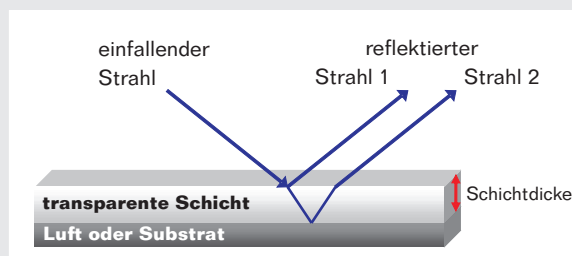 einfallender
Strahl
reflektierter
Strahl 1
Strahl 2
Schichtdicke
transparente Schicht
Luft oder Substrat